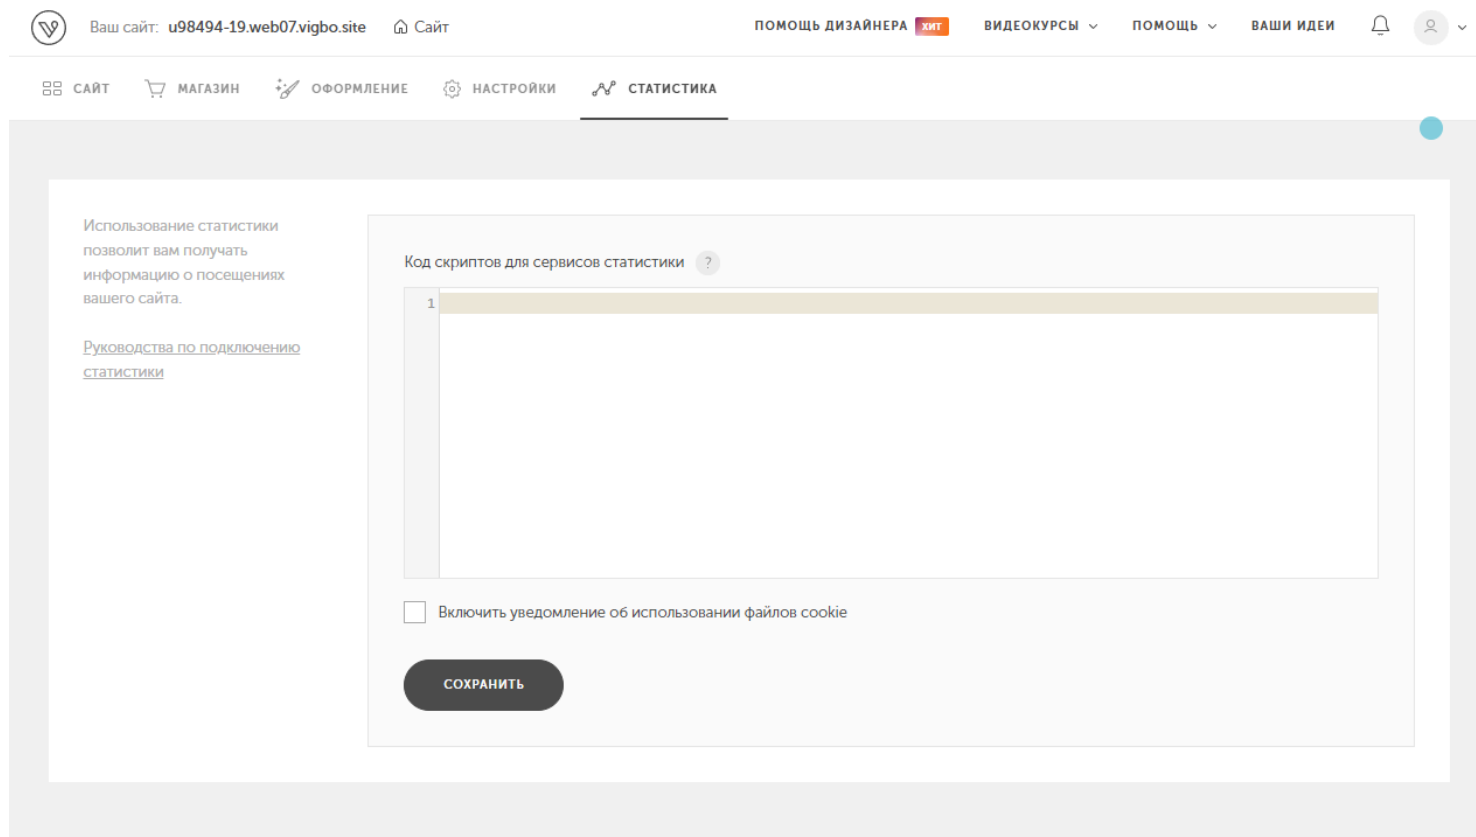 Ваш сайт: u98494-19.web07.vigbo.site Сайт ПОМОЩЬ ДИЗАЙНЕРА ХИТ ВИДЕОКУРСЫ ПОМОЩЬ ВАШИ ИДЕИ
САЙТ МАГАЗИН ОФОРМЛЕНИЕ НАСТРОЙКИ СТАТИСТИКА
Использование статистики
позволит вам получать
информацию о посещениях
вашего сайта.
Руководства по подключению
статистики
Код скриптов для сервисов статистики ?
1
Включить уведомление об использовании файлов cookie
СОХРАНИТЬ